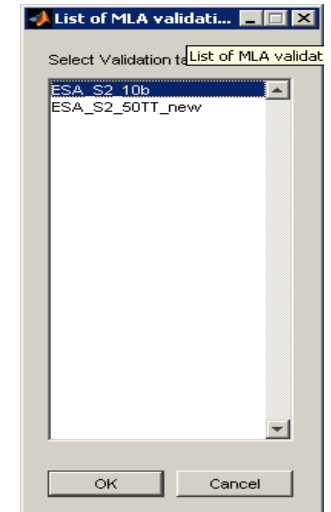 List of MLA validati...
Select Validation ta
List of MLA validat
ESA_S2_10b
ESA_S2_50TT_new
OK
Cancel